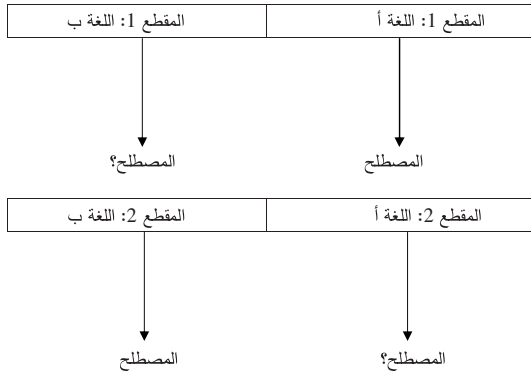 المقطع 1: اللغة أ
المقطع 1: اللغة ب
المصطلح
المصطلح؟
المقطع 2: اللغة أ
المقطع 2: اللغة ب
المصطلح؟
المصطلح